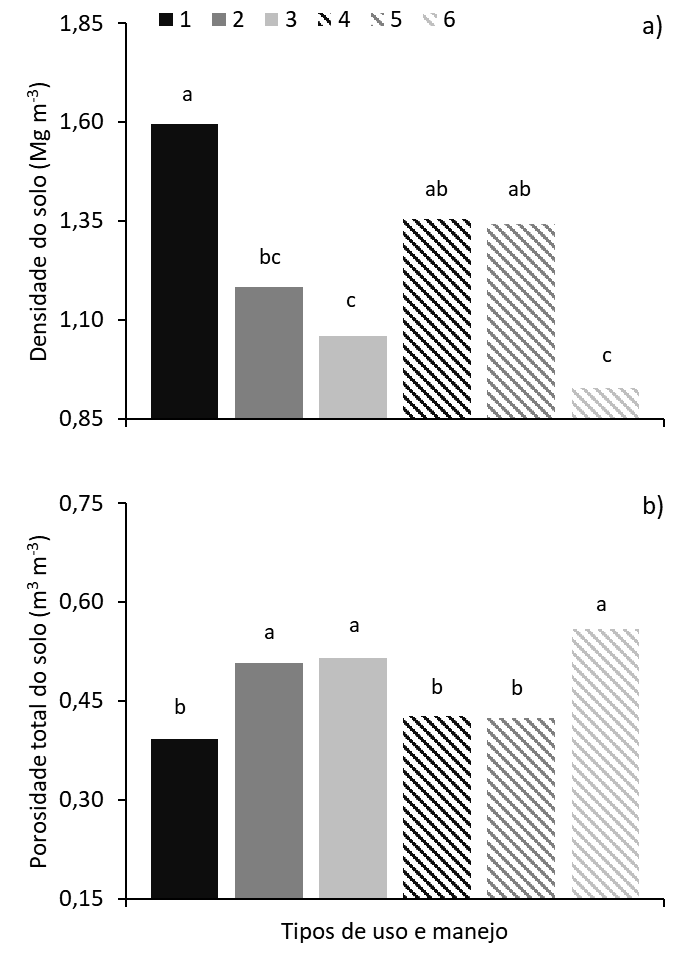 1 2 3 4 5 6
a)
Densidade do solo (Mg m⁻³)
1,85
1,60
1,35
1,10
0,85
a
bc
c
ab
ab
c
b)
Porosidade total do solo (m³ m⁻³)
0,75
0,60
0,45
0,30
0,15
b
a
a
b
b
a
Tipos de uso e manejo